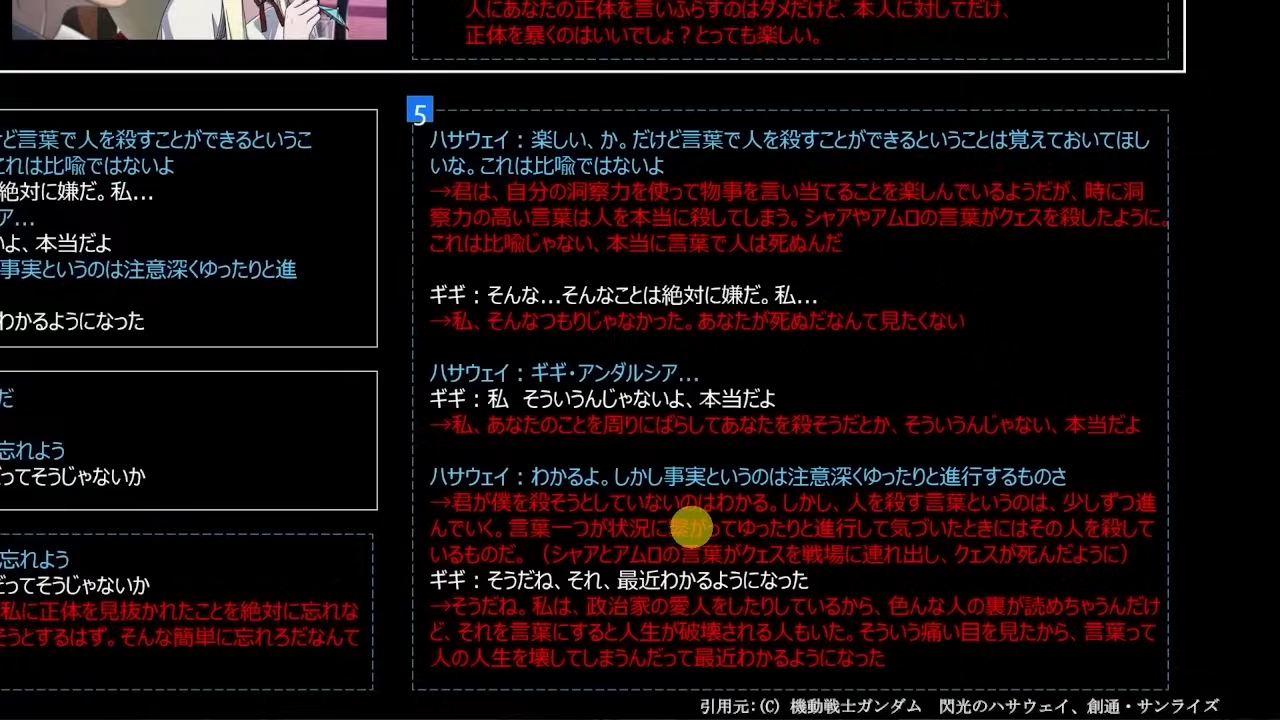 人にあなたの正体を言いふらすのはダメだけど、本人に対してだけ、
正体を暴くのはいいでしょ？とっても楽しい。
ど言葉で人を殺すことができるというこ
これは比喩ではないよ
絶対に嫌だ。私…
ア…
いよ、本当だよ
事実というのは注意深くゆったりと進
わかるようになった
だ
忘れよう
ってそうじゃないか
忘れよう
どってそうじゃないか
私に正体を見抜かれたことを絶対に忘れな
そうとするはず。そんな簡単に忘れろだなんて
5
ハサウェイ：楽しい、か。だけど言葉で人を殺すことができるということは覚えておいてほし
いな。これは比喩ではないよ
→君は、自分の洞察力を使って物事を言い当てることを楽しんでいるようだが、時に洞
察力の高い言葉は人を本当に殺してしまう。シャアやアムロの言葉がクェスを殺したように。
これは比喩じゃない、本当に言葉で人は死ぬんだ
ギギ：そんな…そんなことは絶対に嫌だ。私…
→私、そんなつもりじゃなかった。あなたが死ぬだなんて見たくない
ハサウェイ：ギギ・アンダルシア…
ギギ：私　そういうんじゃないよ、本当だよ
→私、あなたのことを周りにばらしてあなたを殺そうだとか、そういうんじゃない、本当だよ
ハサウェイ：わかるよ。しかし事実というのは注意深くゆったりと進行するものさ
→君が僕を殺そうとしていないのはわかる。しかし、人を殺す言葉というのは、少しずつ進
んでいく。言葉一つが状況に繋がってゆったりと進行して気づいたときにはその人を殺して
いるものだ。（シャアとアムロの言葉がクェスを戦場に連れ出し、クェスが死んだように）
ギギ：そうだね、それ、最近わかるようになった
→そうだね。私は、政治家の愛人をしたりしているから、色んな人の裏が読めちゃうんだけ
ど、それを言葉にすると人生が破壊される人もいた。そういう痛い目を見たから、言葉って
人の人生を壊してしまうんだって最近わかるようになった
引用元：(C) 機動戦士ガンダム　閃光のハサウェイ、創通・サンライズ